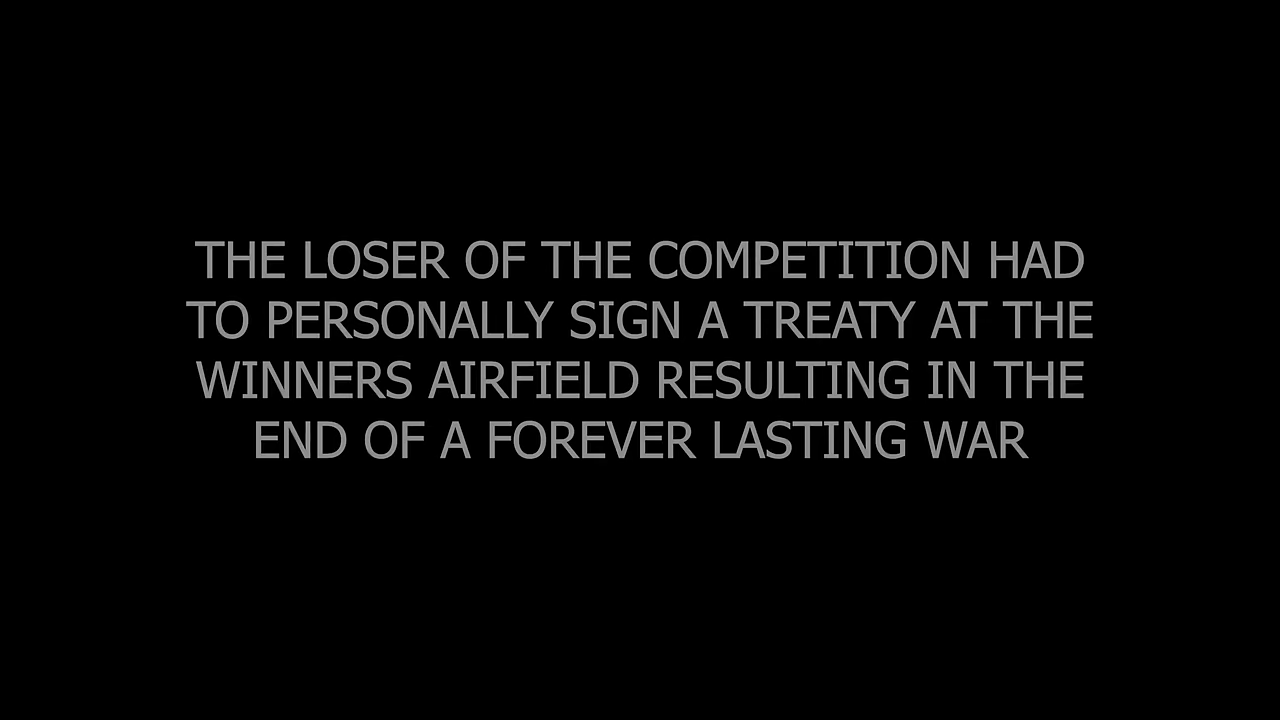 THE LOSER OF THE COMPETITION HAD
TO PERSONALLY SIGN A TREATY AT THE
WINNERS AIRFIELD RESULTING IN THE
END OF A FOREVER LASTING WAR